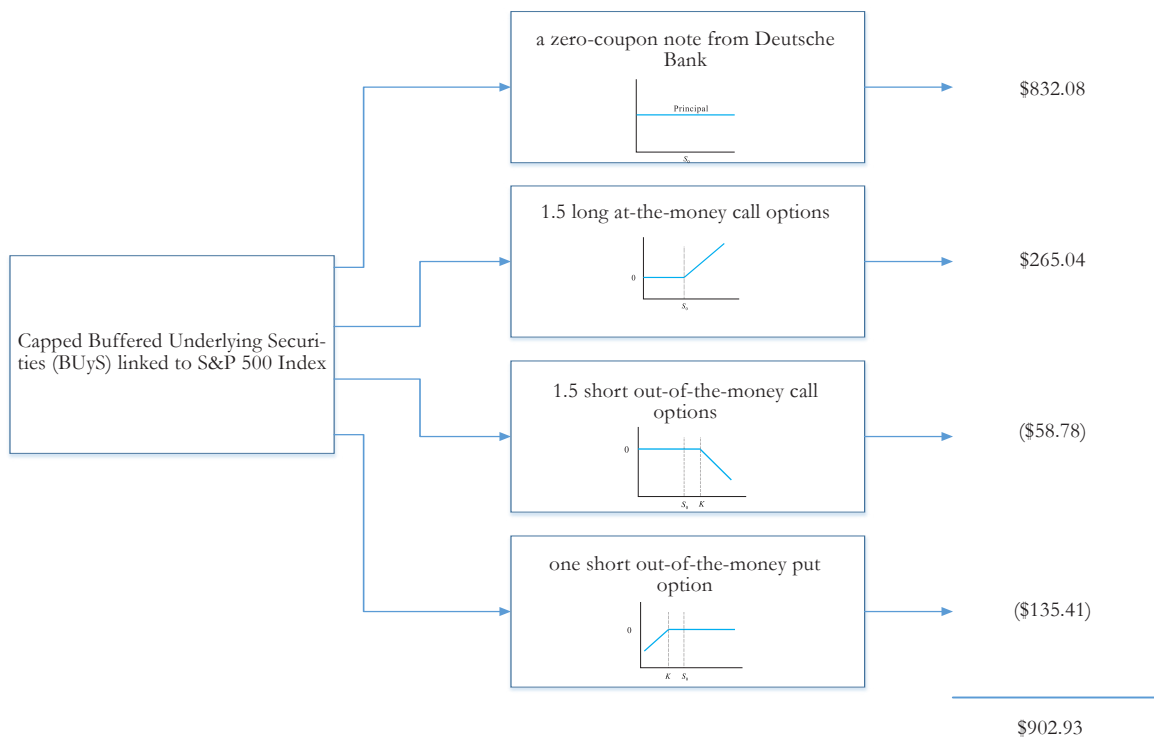 Capped Buffered Underlying Securi-
ties (BUyS) linked to S&P 500 Index
a zero-coupon note from Deutsche
Bank
Principal
S₀
$832.08
1.5 long at-the-money call options
0
S₀
$265.04
1.5 short out-of-the-money call
options
0
S₀ K
($58.78)
one short out-of-the-money put
option
0
K S₀
($135.41)
$902.93